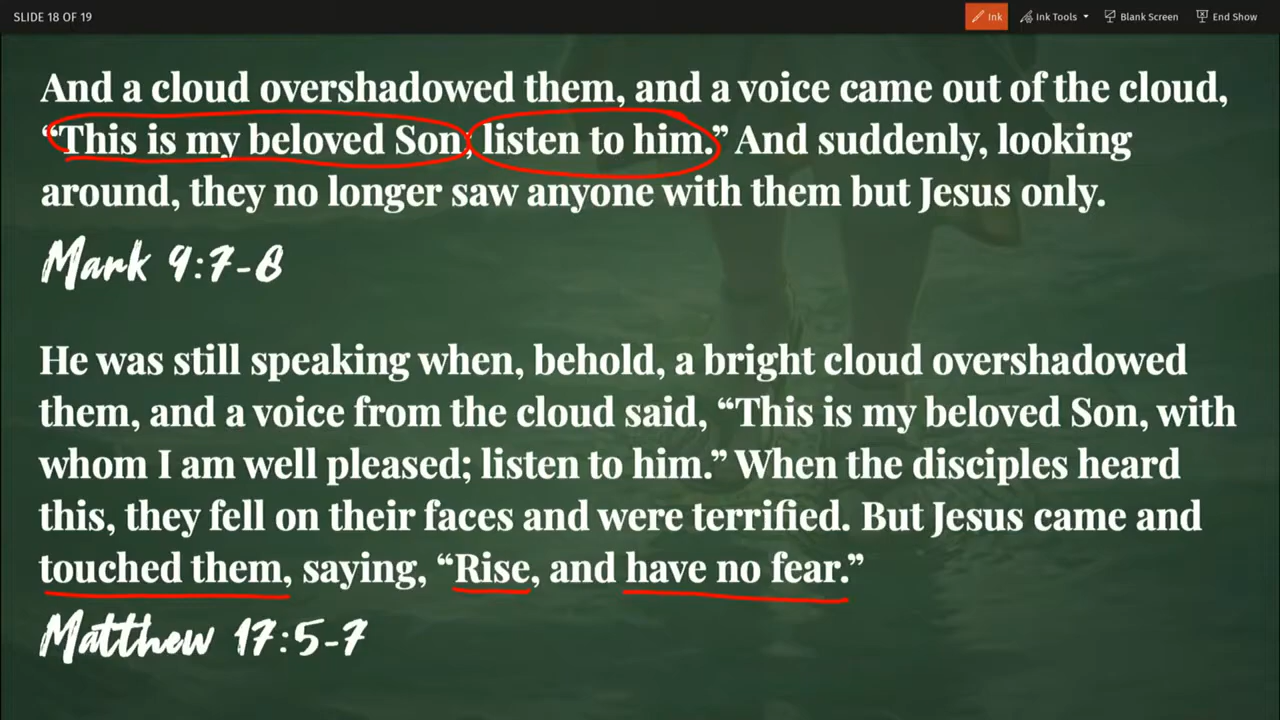 SLIDE 18 OF 19
Ink
Ink Tools
Blank Screen
End Show
And a cloud overshadowed them, and a voice came out of the cloud,
“This is my beloved Son; listen to him.” And suddenly, looking
around, they no longer saw anyone with them but Jesus only.
Mark 9:7-8
He was still speaking when, behold, a bright cloud overshadowed
them, and a voice from the cloud said, “This is my beloved Son, with
whom I am well pleased; listen to him.” When the disciples heard
this, they fell on their faces and were terrified. But Jesus came and
touched them, saying, “Rise, and have no fear.”
Matthew 17:5-7